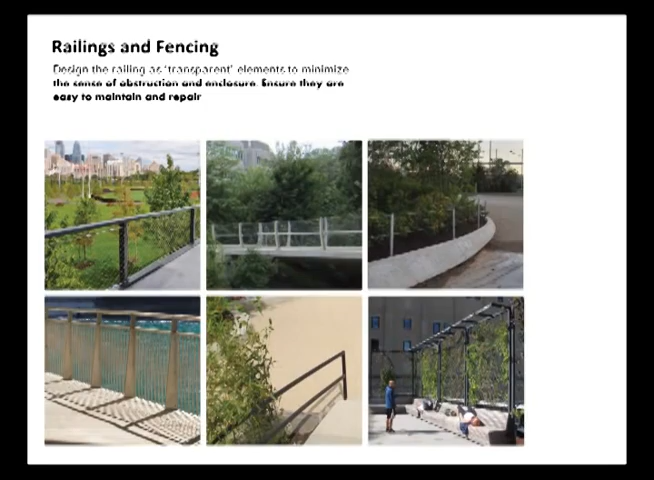 Railings and Fencing
Design the railing as 'transparent' elements to minimize
the sense of obstruction and enclosure. Ensure they are
easy to maintain and repair